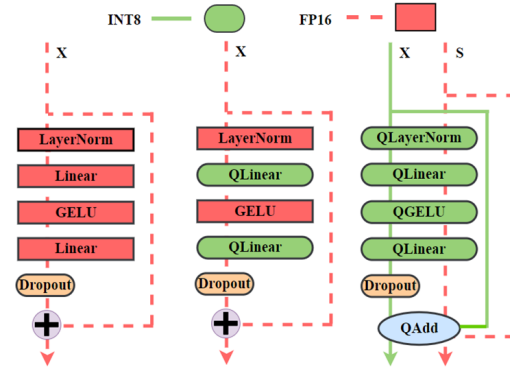 INT8
FP16
X
X
X S
LayerNorm
LayerNorm
QLayerNorm
Linear
QLinear
QLinear
GELU
GELU
QGELU
Linear
QLinear
QLinear
Dropout
Dropout
Dropout
+
+
QAdd